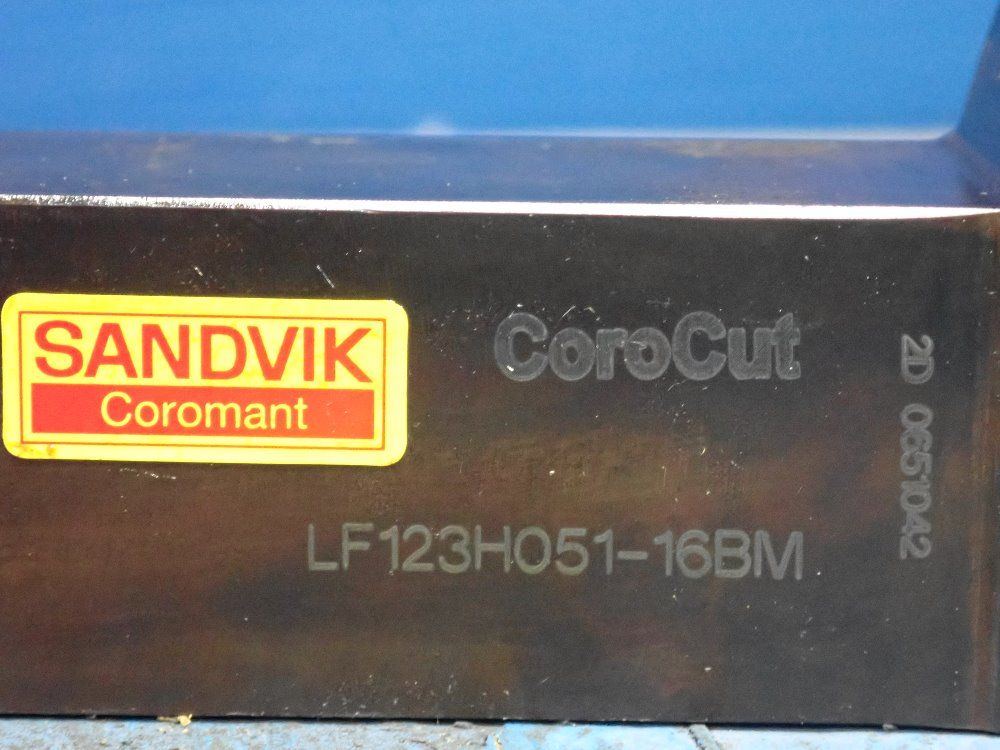 SANDVIK
Coromant
CoroCut
LF123H051-16BM
2D 0651042